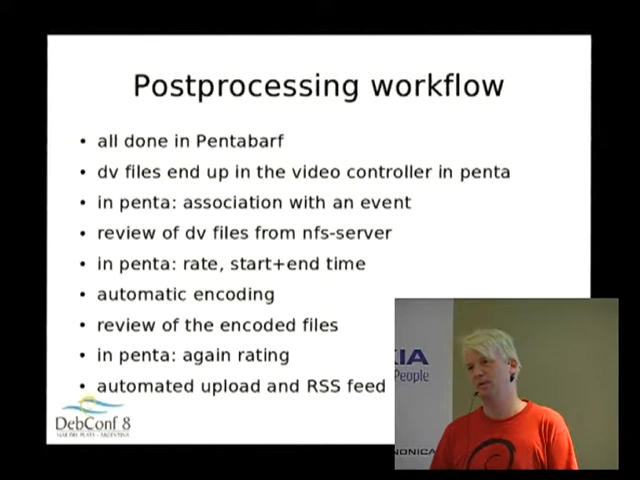 Postprocessing workflow
• all done in Pentabarf
• dv files end up in the video controller in penta
• in penta: association with an event
• review of dv files from nfs-server
• in penta: rate, start+end time
• automatic encoding
• review of the encoded files
• in penta: again rating
• automated upload and RSS feed
DebConf 8
MAR DEL PLATA - ARGENTINA
KIA
People
NONICA